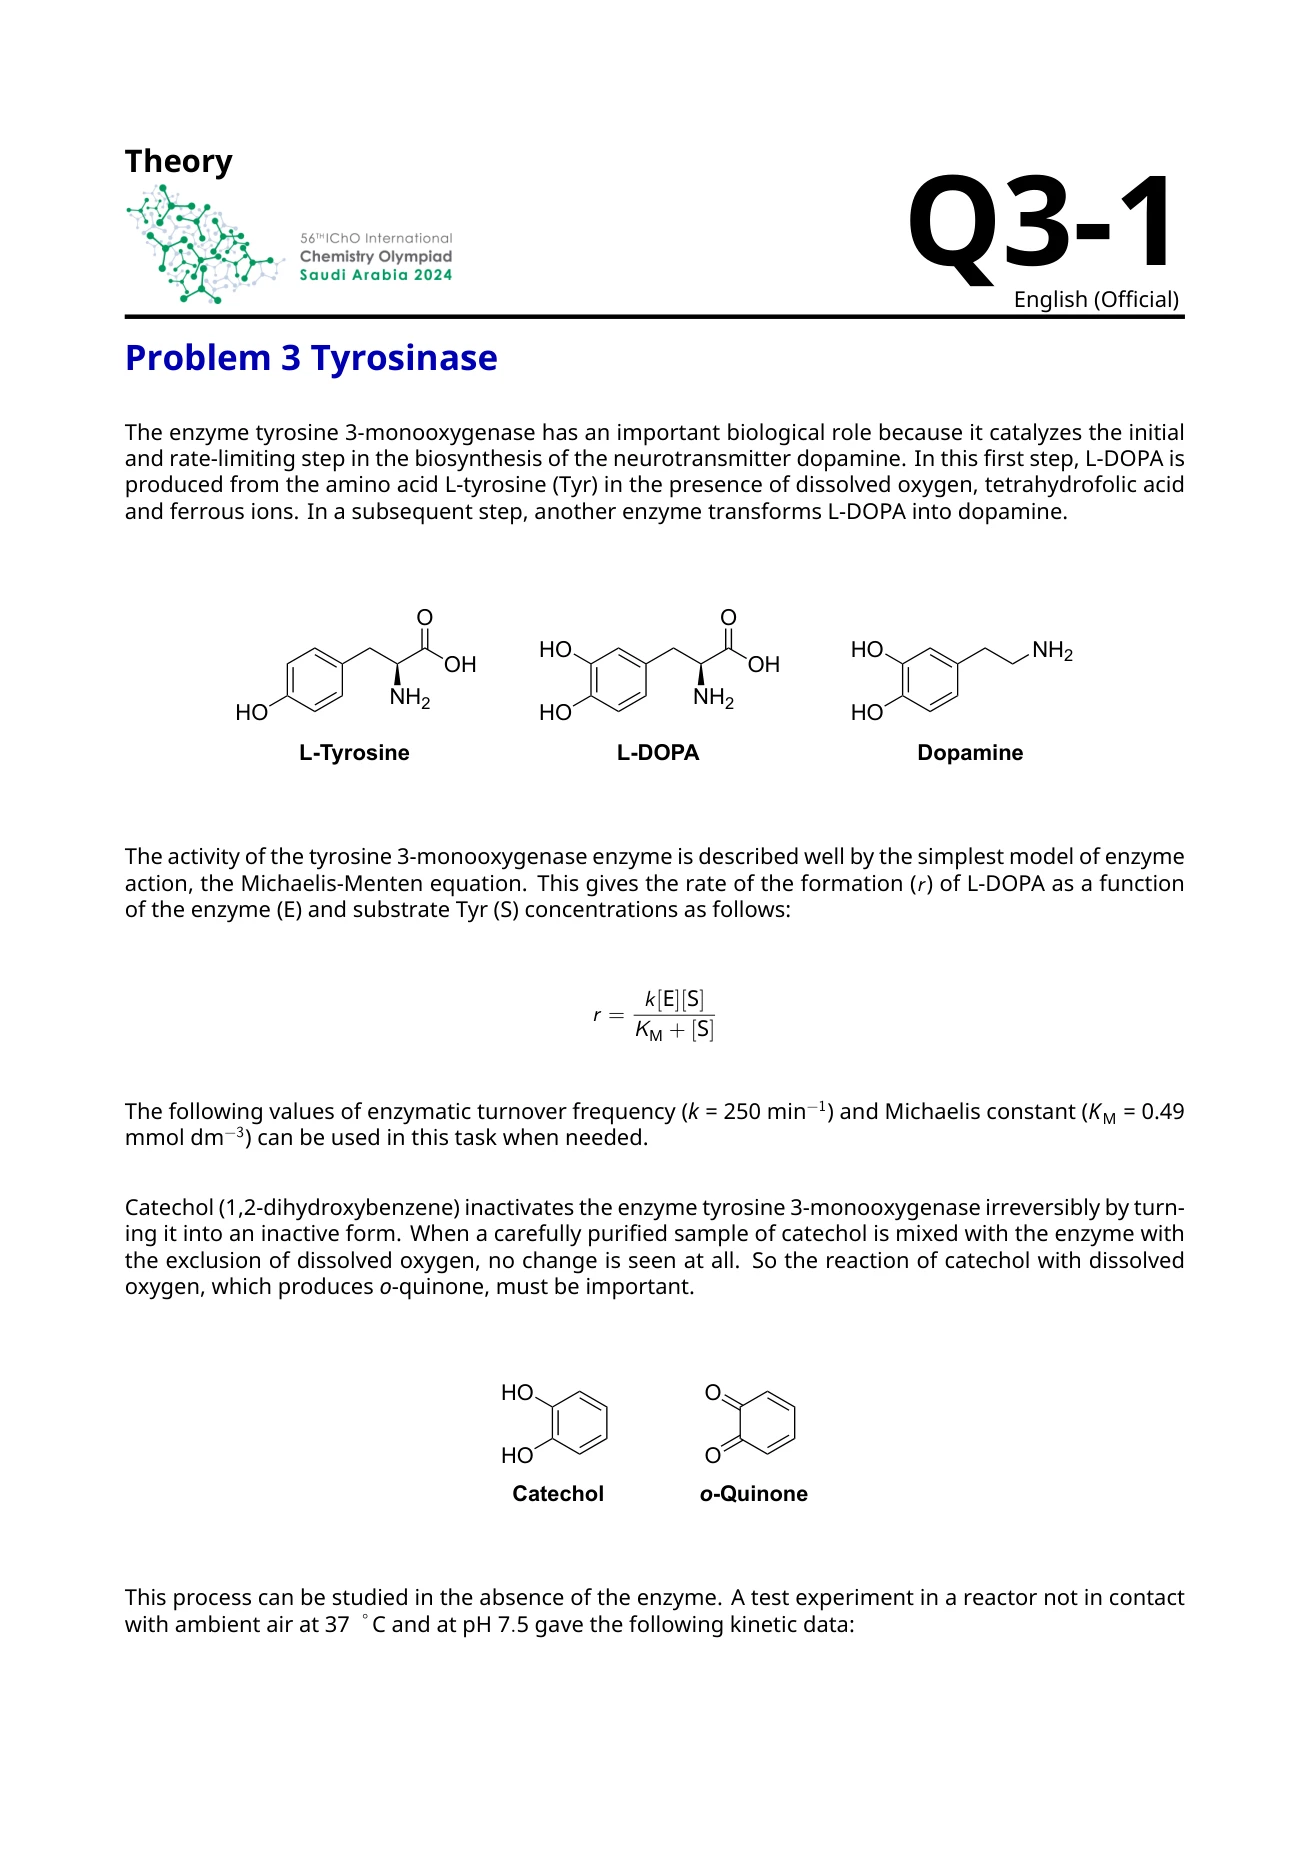 Theory
56THIChO International
Chemistry Olympiad
Saudi Arabia 2024
Q3-1
English (Official)
Problem 3 Tyrosinase
The enzyme tyrosine 3-monooxygenase has an important biological role because it catalyzes the initial
and rate-limiting step in the biosynthesis of the neurotransmitter dopamine. In this first step, L-DOPA is
produced from the amino acid L-tyrosine (Tyr) in the presence of dissolved oxygen, tetrahydrofolic acid
and ferrous ions. In a subsequent step, another enzyme transforms L-DOPA into dopamine.
O OH NH2 HO
HO HO O OH NH2
HO HO NH2
L-Tyrosine L-DOPA Dopamine
The activity of the tyrosine 3-monooxygenase enzyme is described well by the simplest model of enzyme
action, the Michaelis-Menten equation. This gives the rate of the formation (r) of L-DOPA as a function
of the enzyme (E) and substrate Tyr (S) concentrations as follows:
r = k[E][S] / (K_M + [S])
The following values of enzymatic turnover frequency (k = 250 min⁻¹) and Michaelis constant (K_M = 0.49
mmol dm⁻³) can be used in this task when needed.
Catechol (1,2-dihydroxybenzene) inactivates the enzyme tyrosine 3-monooxygenase irreversibly by turn-
ing it into an inactive form. When a carefully purified sample of catechol is mixed with the enzyme with
the exclusion of dissolved oxygen, no change is seen at all. So the reaction of catechol with dissolved
oxygen, which produces o-quinone, must be important.
HO O
HO O
Catechol o-Quinone
This process can be studied in the absence of the enzyme. A test experiment in a reactor not in contact
with ambient air at 37 °C and at pH 7.5 gave the following kinetic data: